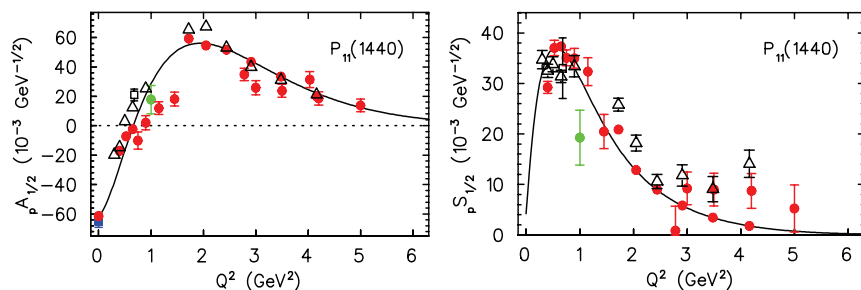 60
40
20
0
−20
−40
−60
0 1 2 3 4 5 6
Q² (GeV²)
ₚA₁/₂ (10⁻³ GeV⁻¹/²)
P₁₁(1440)
40
30
20
10
0
0 1 2 3 4 5 6
Q² (GeV²)
ₚS₁/₂ (10⁻³ GeV⁻¹/²)
P₁₁(1440)